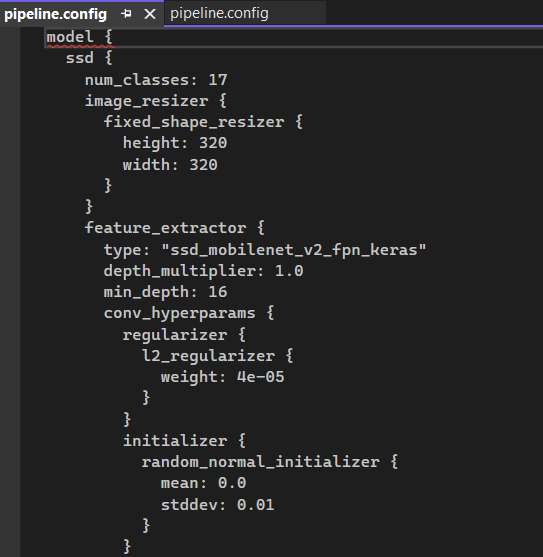 pipeline.config
pipeline.config
model {
  ssd {
    num_classes: 17
    image_resizer {
      fixed_shape_resizer {
        height: 320
        width: 320
      }
    }
    feature_extractor {
      type: "ssd_mobilenet_v2_fpn_keras"
      depth_multiplier: 1.0
      min_depth: 16
      conv_hyperparams {
        regularizer {
          l2_regularizer {
            weight: 4e-05
          }
        }
        initializer {
          random_normal_initializer {
            mean: 0.0
            stddev: 0.01
          }
        }